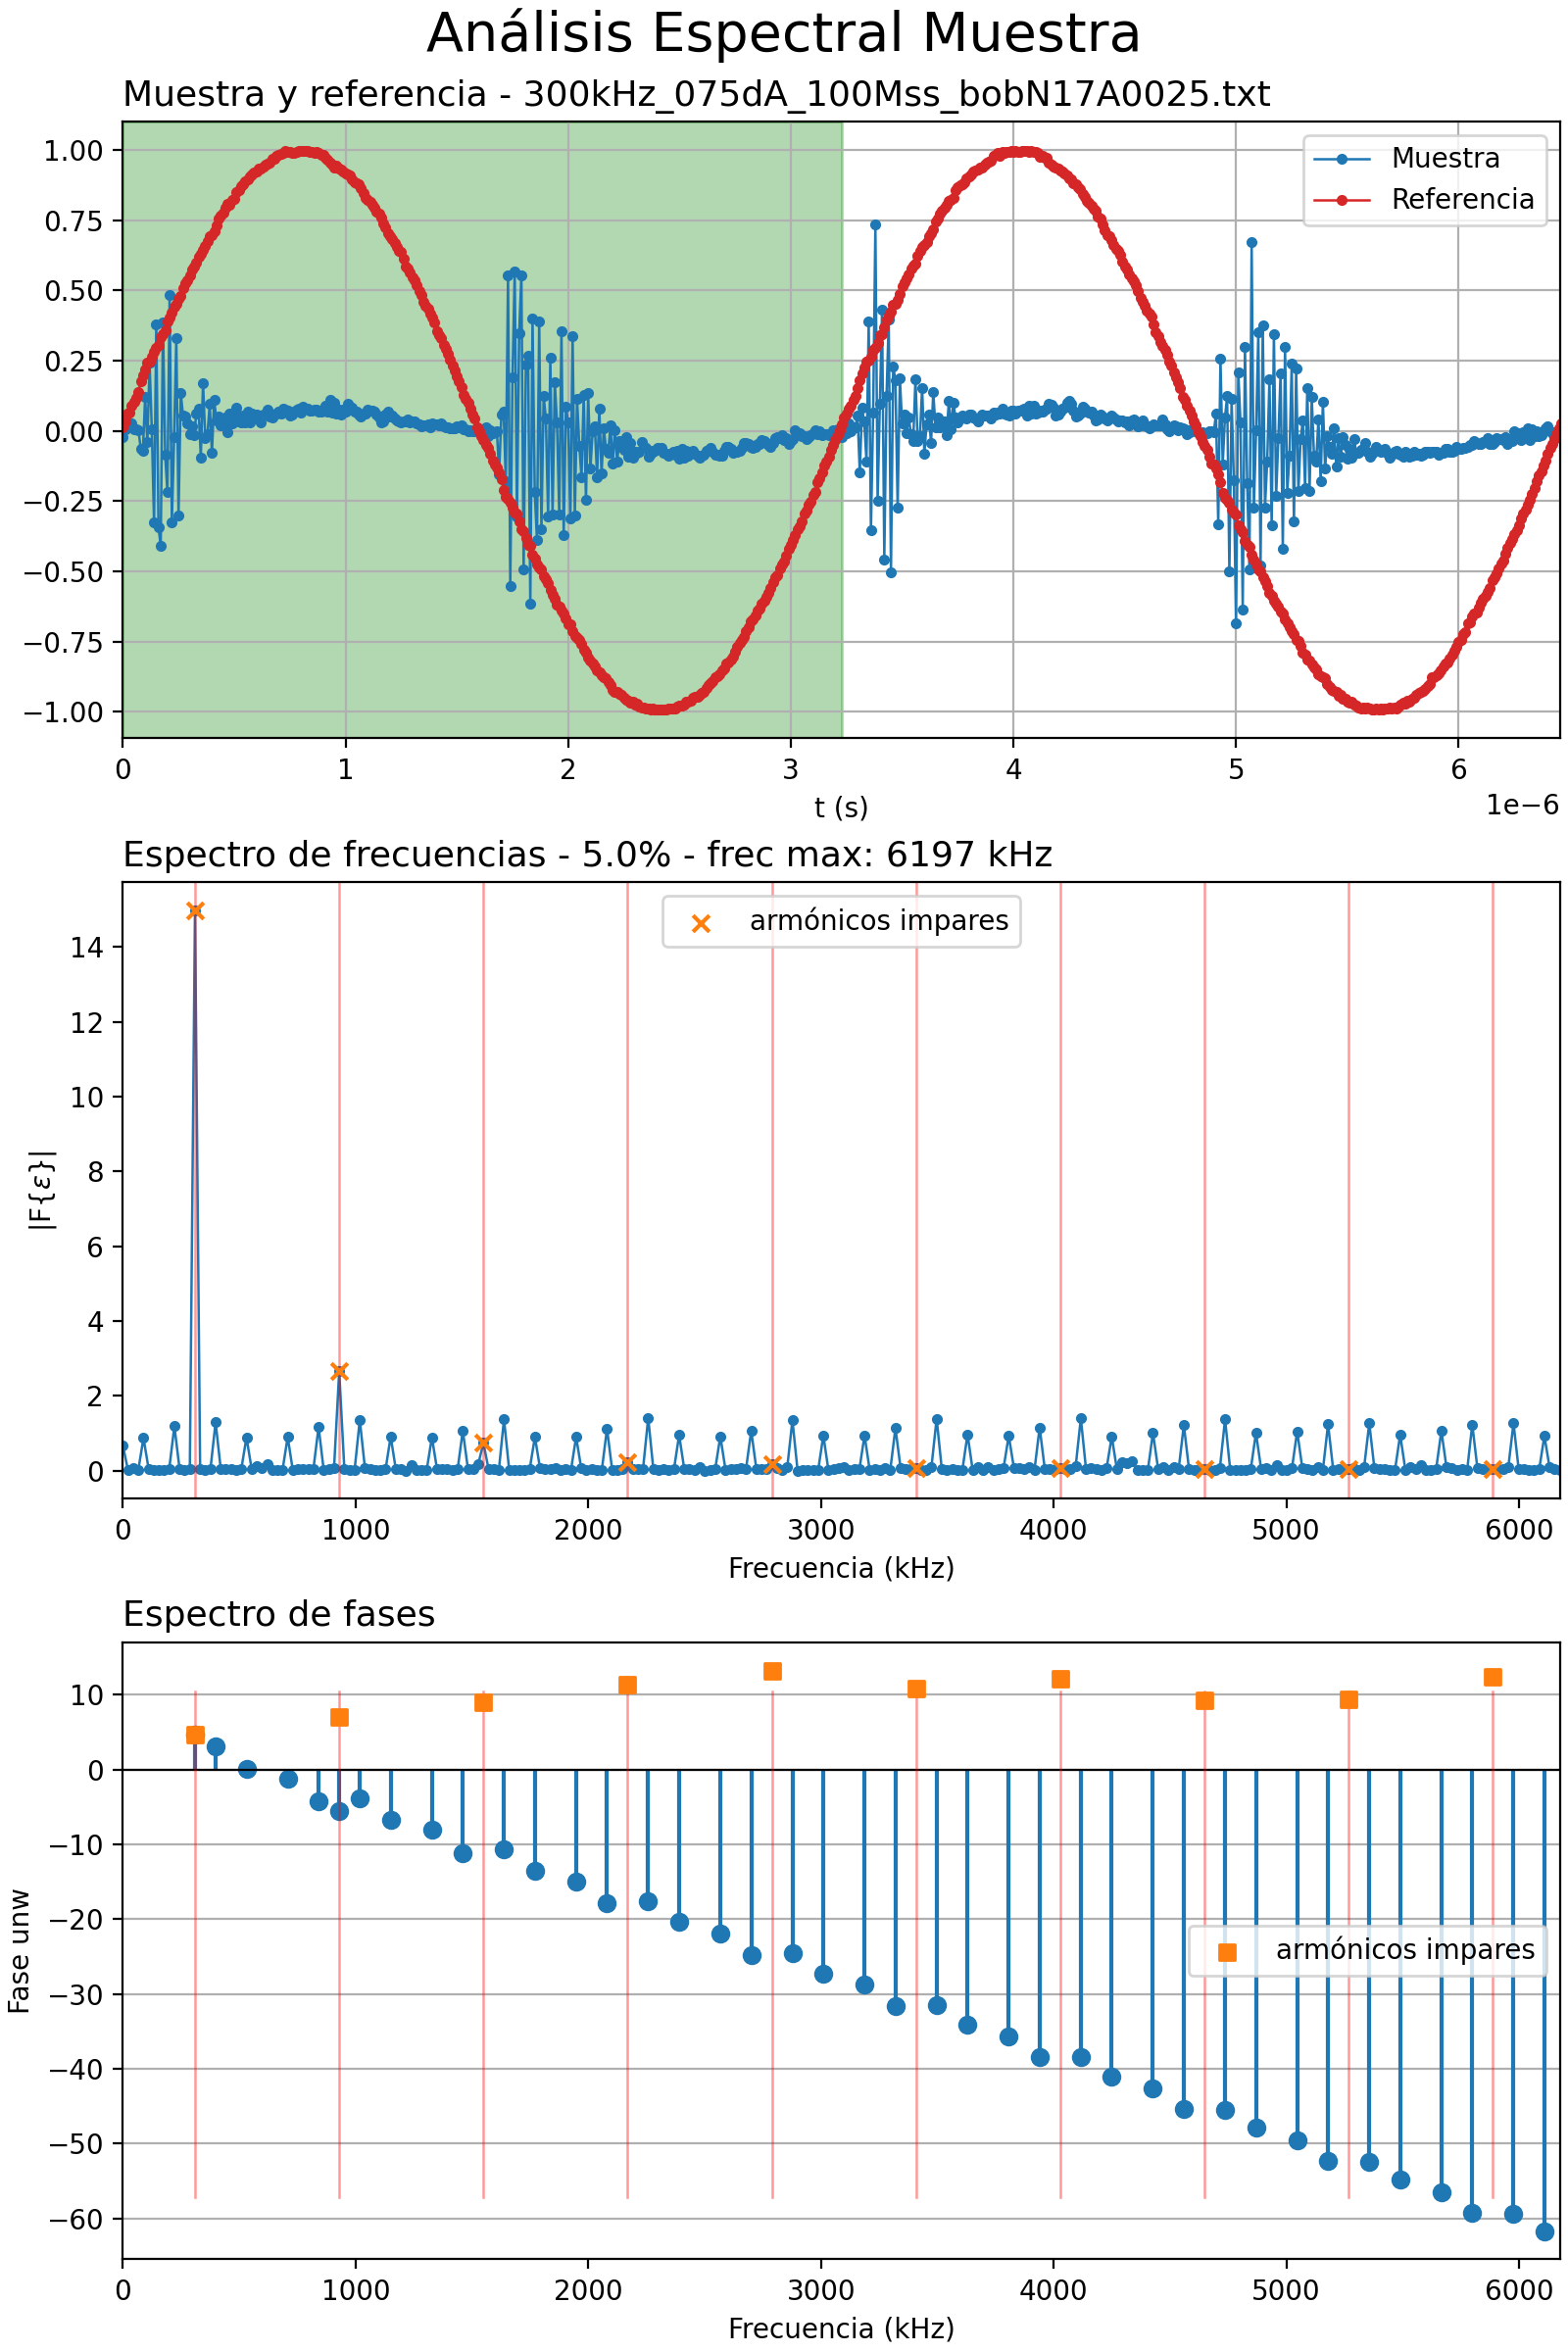 Análisis Espectral Muestra
Muestra y referencia - 300kHz_075dA_100Mss_bobN17A0025.txt
1.00
0.75
0.50
0.25
0.00
−0.25
−0.50
−0.75
−1.00
Muestra
Referencia
0 1 2 3 4 5 6
t (s)
1e−6
Espectro de frecuencias - 5.0% - frec max: 6197 kHz
armónicos impares
14
12
10
8
6
4
2
0
|F{ε}|
0 1000 2000 3000 4000 5000 6000
Frecuencia (kHz)
Espectro de fases
10
0
−10
−20
−30
−40
−50
−60
Fase unw
armónicos impares
0 1000 2000 3000 4000 5000 6000
Frecuencia (kHz)